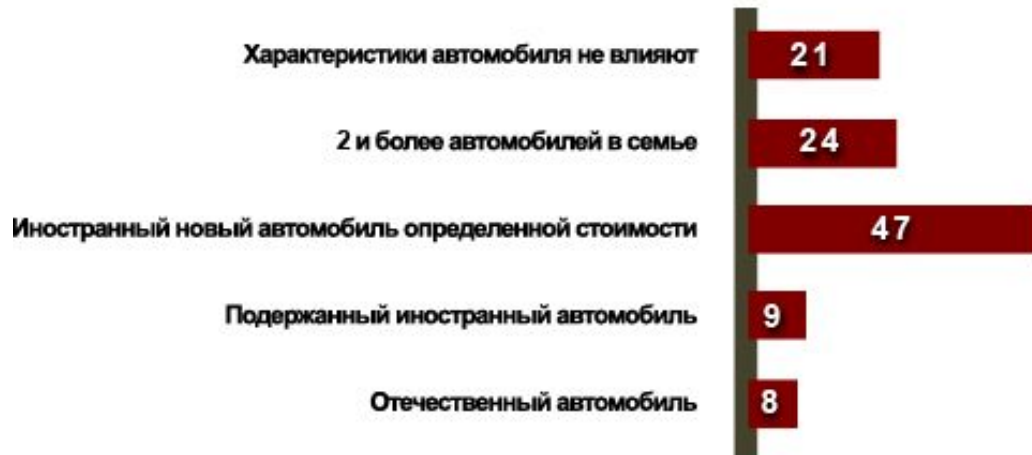 Характеристики автомобиля не влияют 21
2 и более автомобилей в семье 24
Иностранный новый автомобиль определенной стоимости 47
Подержанный иностранный автомобиль 9
Отечественный автомобиль 8